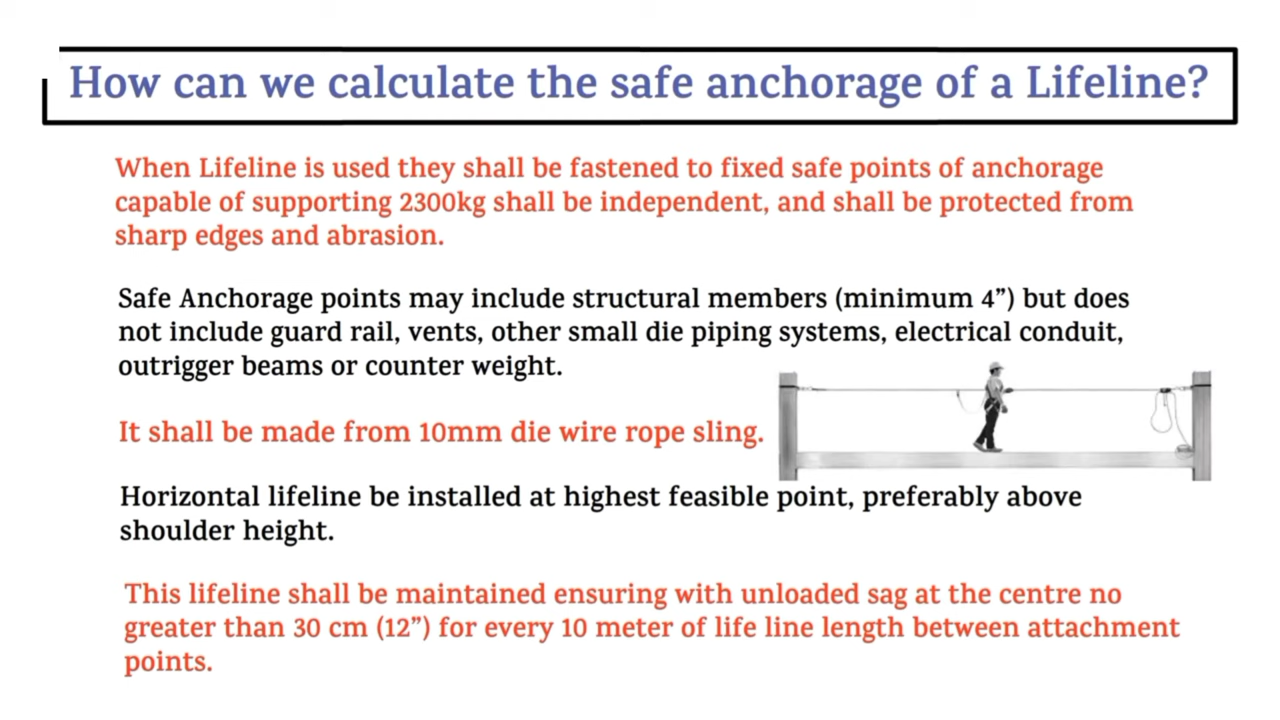 How can we calculate the safe anchorage of a Lifeline?
When Lifeline is used they shall be fastened to fixed safe points of anchorage
capable of supporting 2300kg shall be independent, and shall be protected from
sharp edges and abrasion.
Safe Anchorage points may include structural members (minimum 4”) but does
not include guard rail, vents, other small die piping systems, electrical conduit,
outrigger beams or counter weight.
It shall be made from 10mm die wire rope sling.
Horizontal lifeline be installed at highest feasible point, preferably above
shoulder height.
This lifeline shall be maintained ensuring with unloaded sag at the centre no
greater than 30 cm (12”) for every 10 meter of life line length between attachment
points.